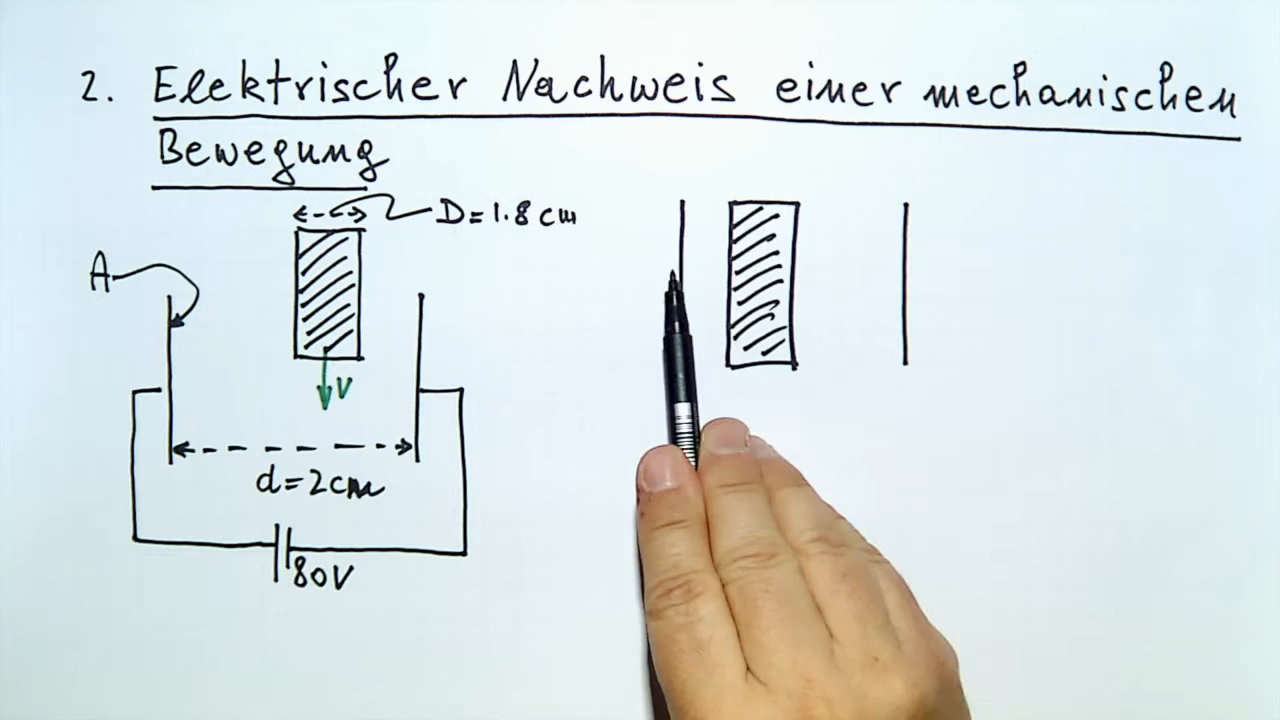 2. Elektrischer Nachweis einer mechanischen
Bewegung
D=1.8 cm
A
v
d=2cm
80V